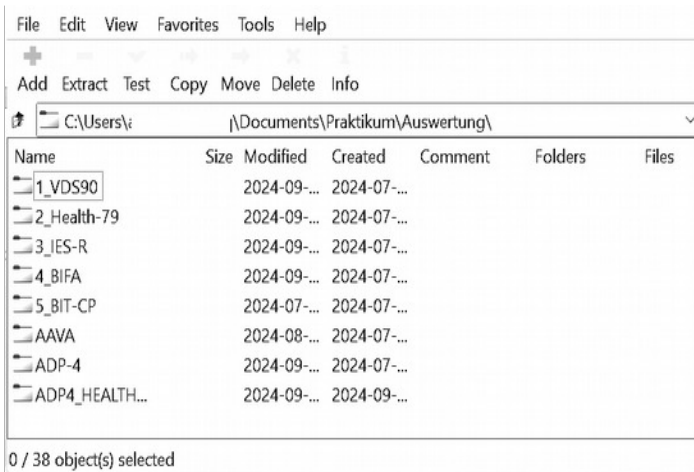 File Edit View Favorites Tools Help
Add Extract Test Copy Move Delete Info
C:\Users\ \Documents\Praktikum\Auswertung\
Name Size Modified Created Comment Folders Files
1_VDS90 2024-09-... 2024-07-...
2_Health-79 2024-09-... 2024-07-...
3_IES-R 2024-09-... 2024-07-...
4_BIFA 2024-09-... 2024-07-...
5_BIT-CP 2024-07-... 2024-07-...
AAVA 2024-08-... 2024-07-...
ADP-4 2024-09-... 2024-07-...
ADP4_HEALTH... 2024-09-... 2024-09-...
0 / 38 object(s) selected